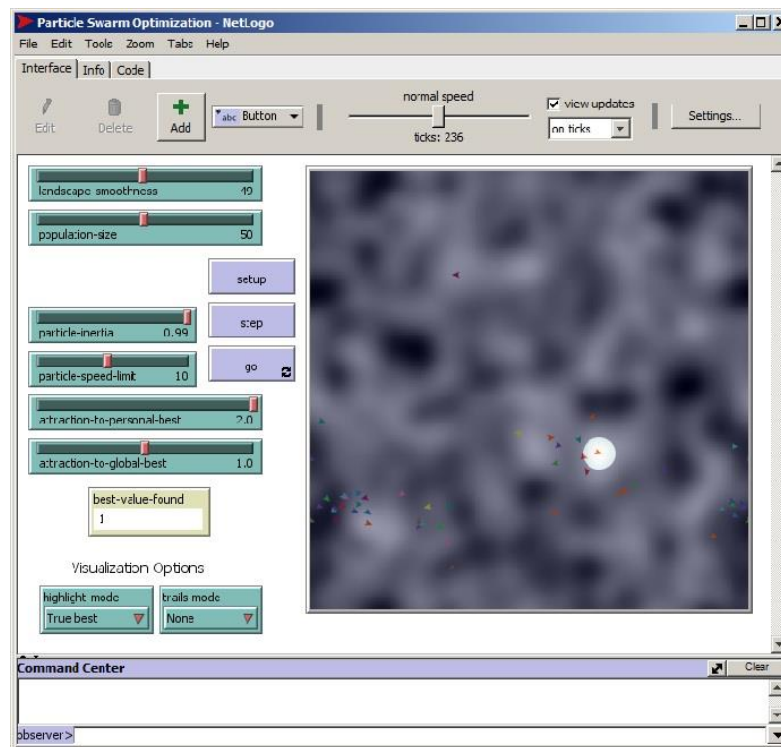 Particle Swarm Optimization - NetLogo
File Edit Tools Zoom Tabs Help
Interface Info Code
Edit Delete Add abc Button normal speed ticks: 236 view updates on ticks Settings...
landscape-smoothness 49
population-size 50
setup
step
particle-inertia 0.99
go
particle-speed-limit 10
attraction-to-personal-best 2.0
attraction-to-global-best 1.0
best-value-found
1
Visualization Options
highlight mode trails mode
True best None
Command Center Clear
observer>